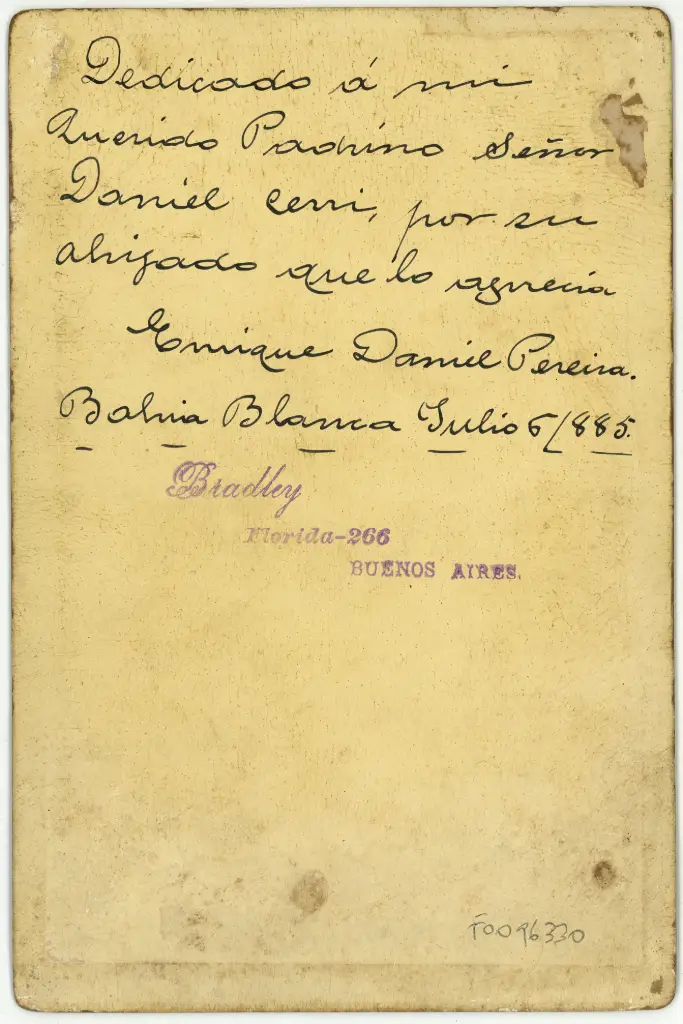 Dedicado á mi
Querido Padrino Señor
Daniel Cerri, por su
ahijado que lo aprecia
Enrique Daniel Pereira.
Bahia Blanca Julio 6/885.
Bradley
Florida-266
BUENOS AIRES.
F0096330